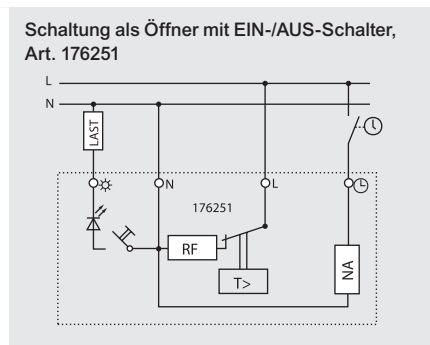 Schaltung als Öffner mit EIN-/AUS-Schalter,
Art. 176251
L
N
LAST
N
L
176251
RF
T>
NA